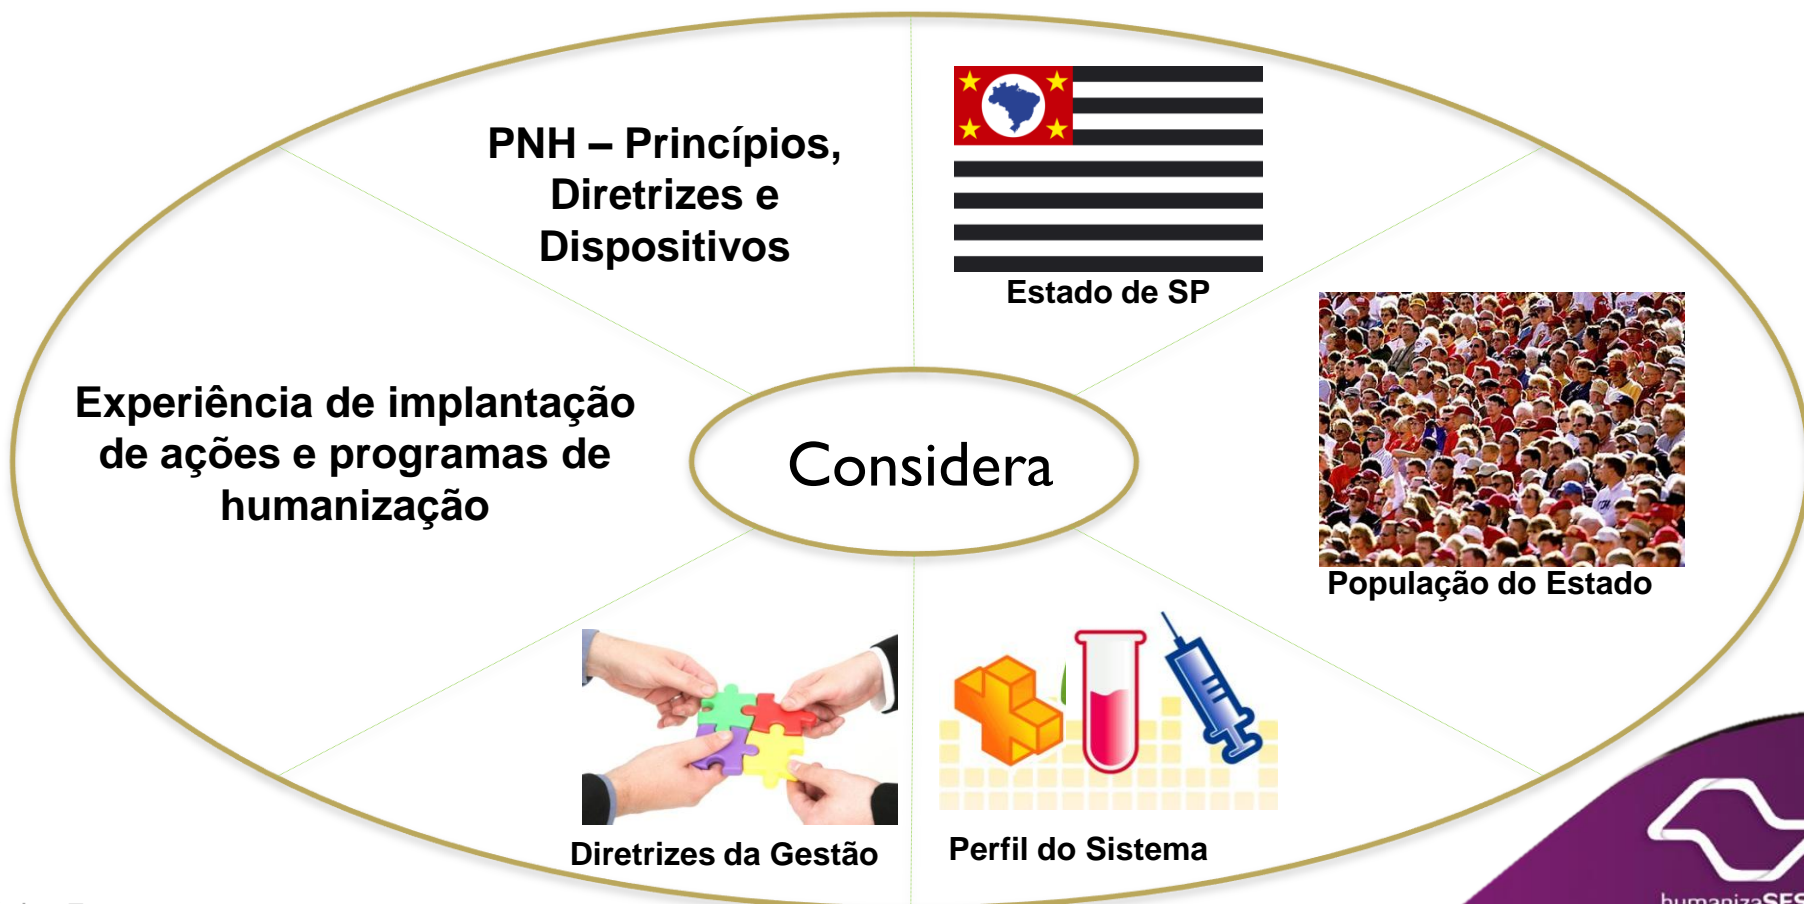 PNH – Princípios,
Diretrizes e
Dispositivos
Estado de SP
Experiência de implantação
de ações e programas de
humanização
Considera
População do Estado
Diretrizes da Gestão
Perfil do Sistema
humanizaSES